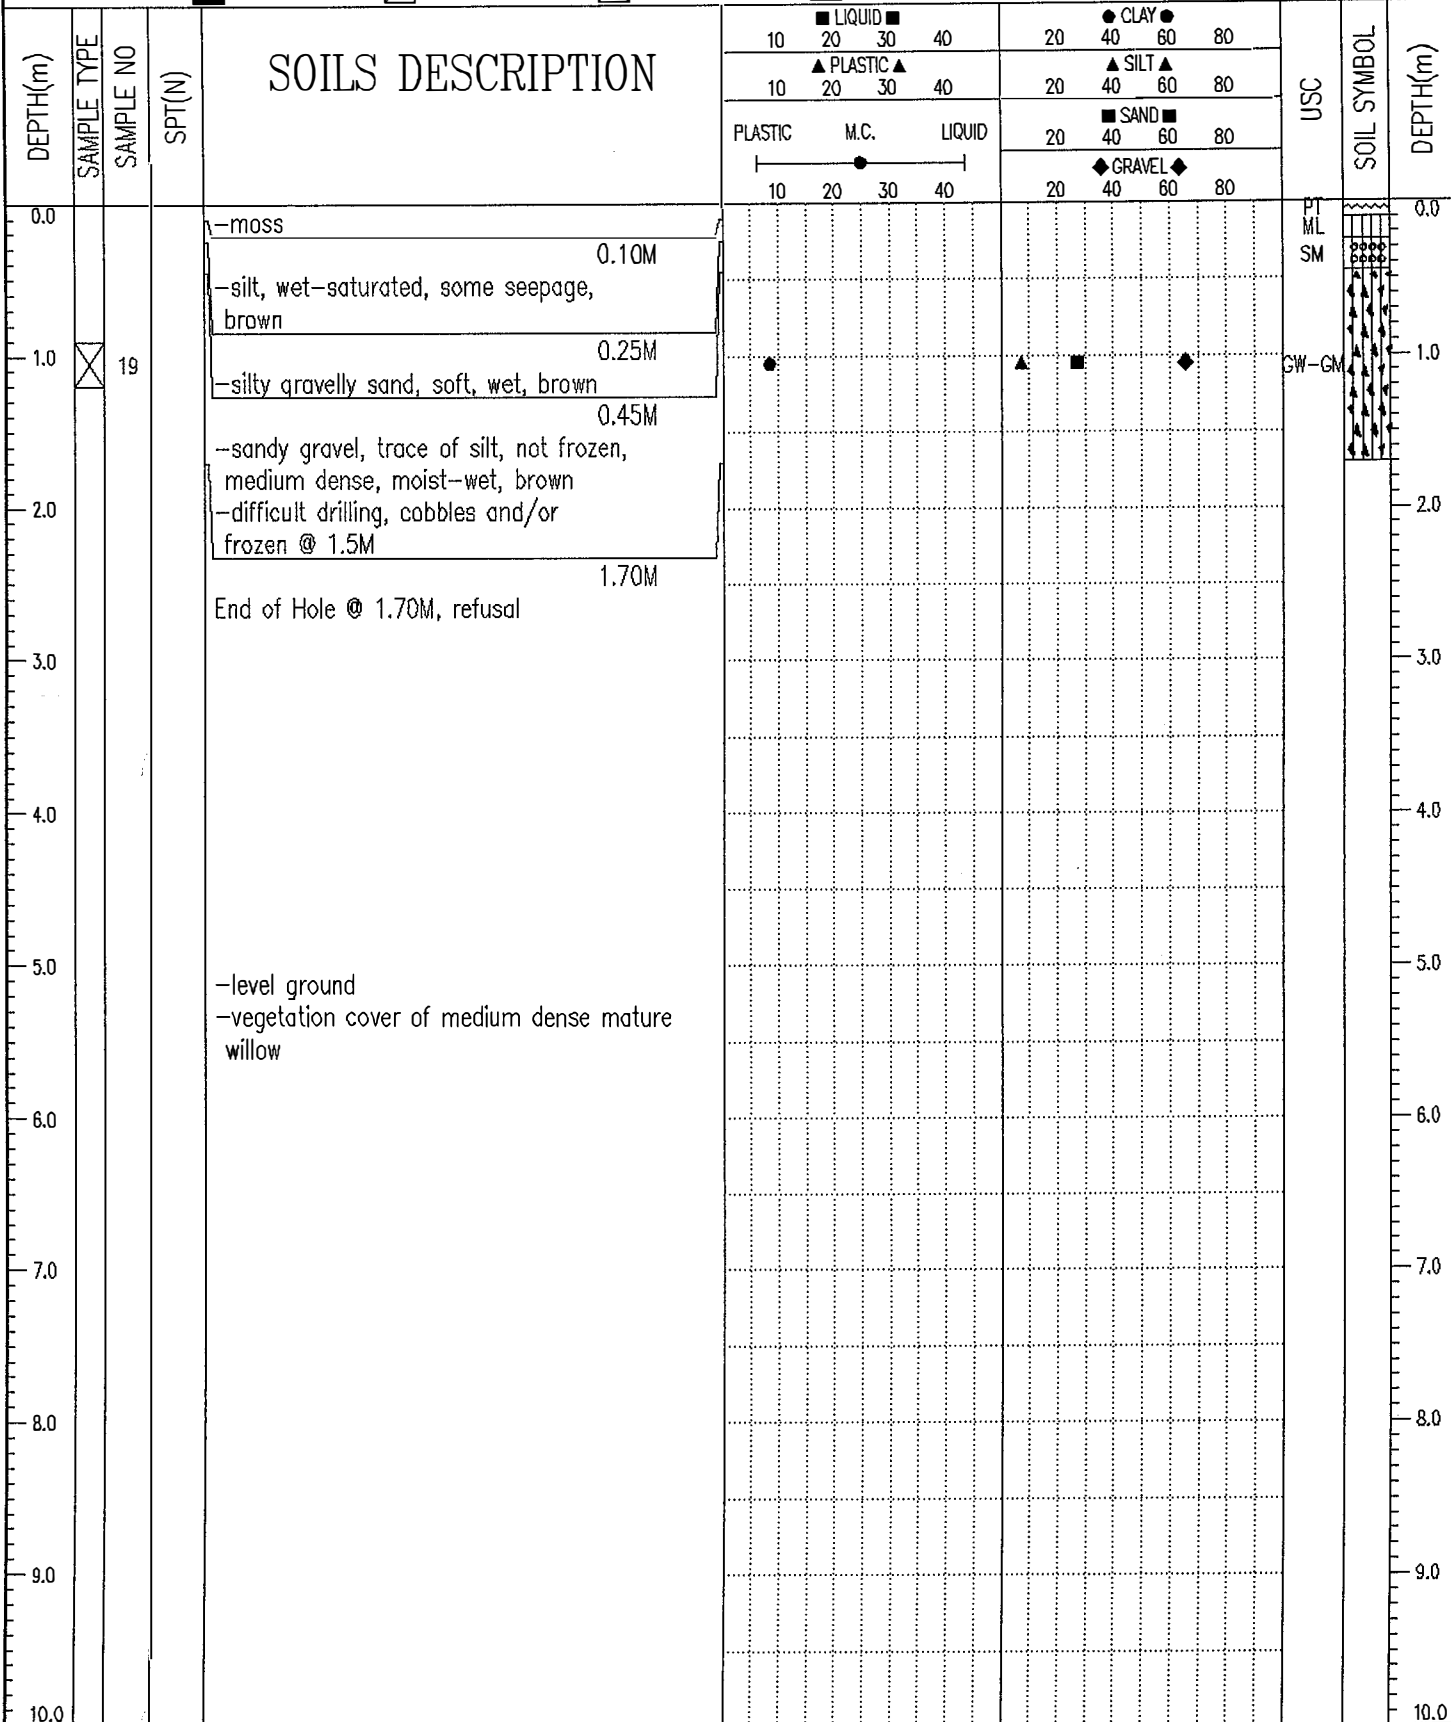 DEPTH(m)
SAMPLE TYPE
SAMPLE NO
SPT(N)
SOILS DESCRIPTION
■ LIQUID ■
10 20 30 40
▲ PLASTIC ▲
10 20 30 40
PLASTIC M.C. LIQUID
10 20 30 40
● CLAY ●
20 40 60 80
▲ SILT ▲
20 40 60 80
■ SAND ■
20 40 60 80
◆ GRAVEL ◆
20 40 60 80
USC
SOIL SYMBOL
DEPTH(m)
0.0
-moss
PT
0.0
ML
0.10M
SM
-silt, wet-saturated, some seepage,
brown
0.25M
1.0
19
GW-GM
1.0
-silty gravelly sand, soft, wet, brown
0.45M
-sandy gravel, trace of silt, not frozen,
medium dense, moist-wet, brown
2.0
-difficult drilling, cobbles and/or
2.0
frozen @ 1.5M
1.70M
End of Hole @ 1.70M, refusal
3.0
3.0
4.0
4.0
5.0
5.0
-level ground
-vegetation cover of medium dense mature
willow
6.0
6.0
7.0
7.0
8.0
8.0
9.0
9.0
10.0
10.0